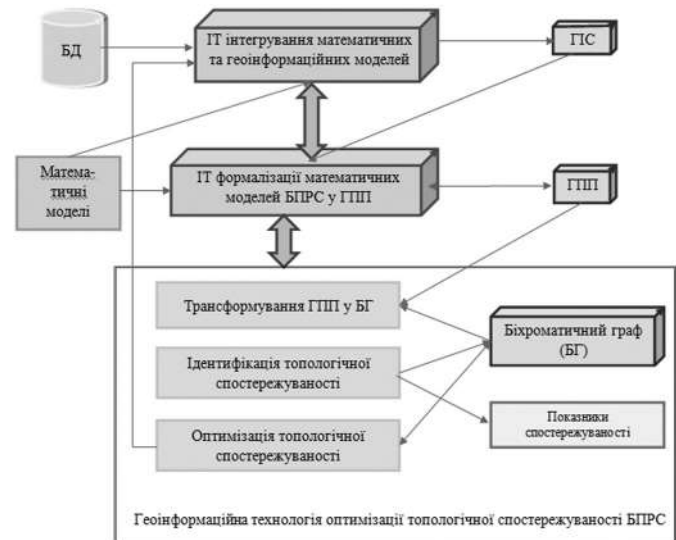 БД
ІТ інтегрування математичних
та геоінформаційних моделей
ГІС
Матема-
тичні
моделі
ІТ формалізації математичних
моделей БПРС у ГПП
ГПП
Трансформування ГПП у БГ
Біхроматичний граф
(БГ)
Ідентифікація топологічної
спостережуваності
Показники
спостережуваності
Оптимізація топологічної
спостережуваності
Геоінформаційна технологія оптимізації топологічної спостережуваності БПРС